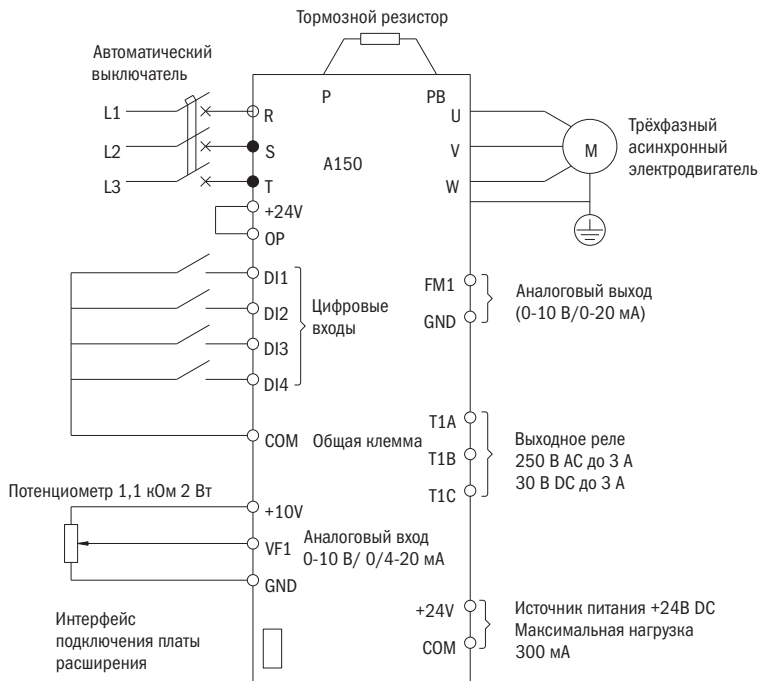 Тормозной резистор
Автоматический
выключатель
P
PB
L1
R
U
L2
S
V
A150
M
Трёхфазный
асинхронный
электродвигатель
L3
T
W
+24V
OP
DI1
DI2
DI3
DI4
Цифровые
входы
FM1
GND
Аналоговый выход
(0-10 В/0-20 мА)
COM
Общая клемма
T1A
T1B
T1C
Выходное реле
250 В AC до 3 А
30 В DC до 3 А
Потенциометр 1,1 кОм 2 Вт
+10V
VF1
GND
Аналоговый вход
0-10 В/ 0/4-20 мА
Интерфейс
подключения платы
расширения
+24V
COM
Источник питания +24В DC
Максимальная нагрузка
300 мА